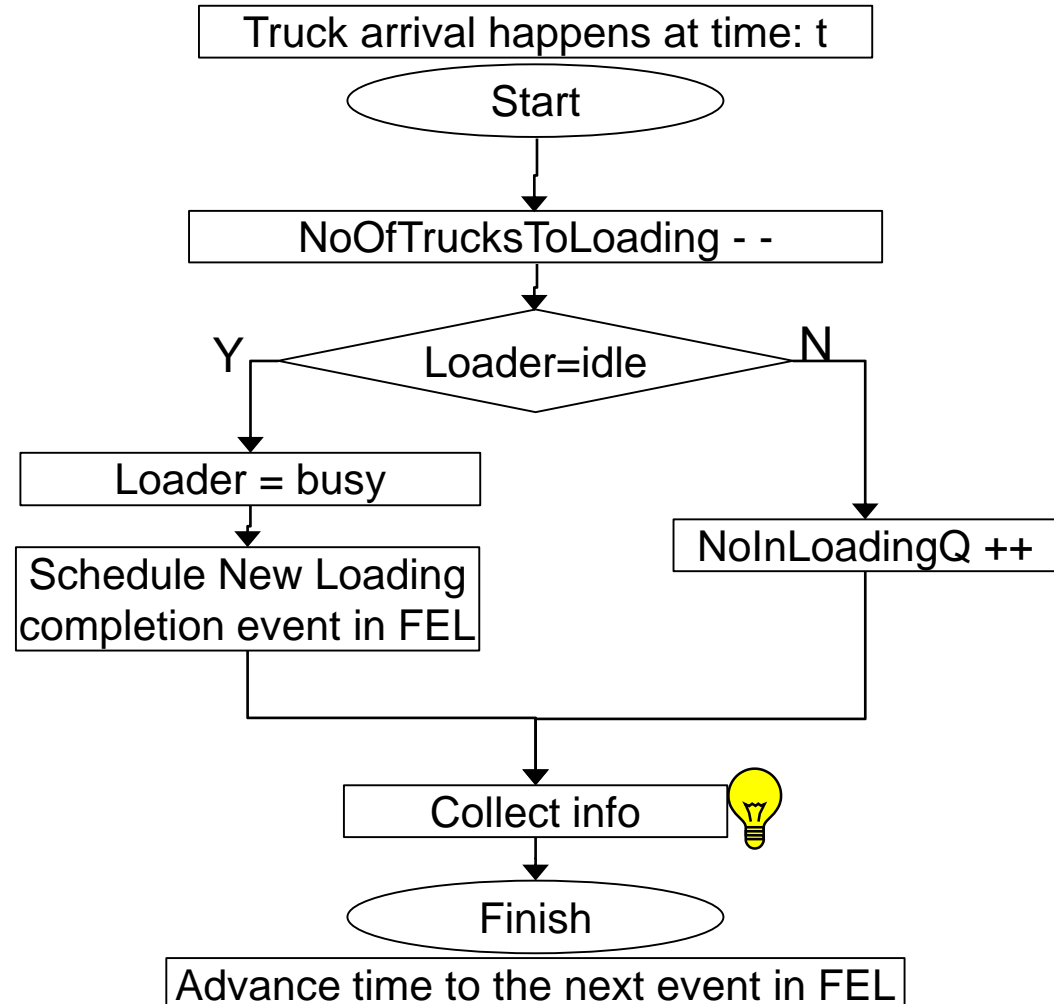 Truck arrival happens at time: t
Start
NoOfTrucksToLoading - -
Y
Loader=idle
N
Loader = busy
NoInLoadingQ ++
Schedule New Loading
completion event in FEL
Collect info
Finish
Advance time to the next event in FEL